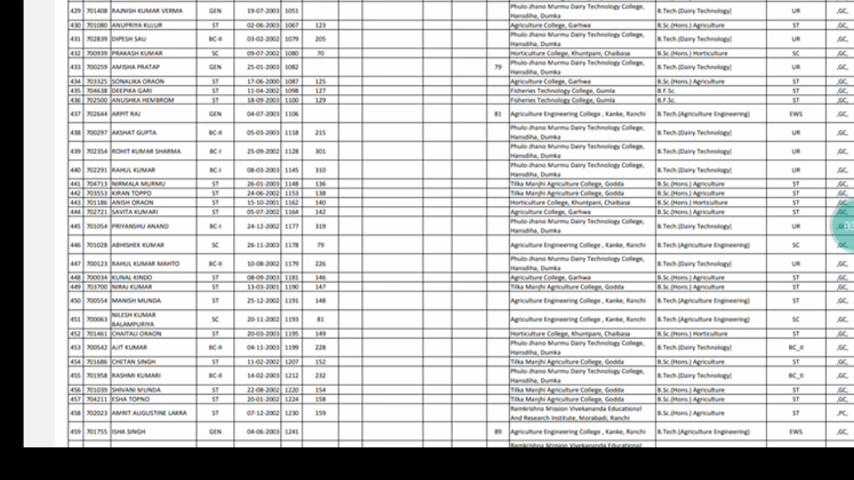 429 701408 RAJNISH KUMAR VERMA GEN 19-07-2003 1051 Phulo Jhano Murmu Dairy Technology College, Hansdiha, Dumka B.Tech.(Dairy Technology) UR ,GC,
430 701080 ANUPRIYA KUJUR ST 02-06-2003 1067 123 Agriculture College, Garhwa B.Sc.(Hons.) Agriculture ST ,GC,
431 702839 DIPESH SAU BC-II 03-02-2002 1079 205 Phulo Jhano Murmu Dairy Technology College, Hansdiha, Dumka B.Tech.(Dairy Technology) UR ,GC,
432 700939 PRAKASH KUMAR SC 09-07-2002 1080 70 Horticulture College, Khuntpani, Chaibasa B.Sc.(Hons.) Horticulture SC ,GC,
433 700259 AMISHA PRATAP GEN 25-01-2003 1082 79 Phulo Jhano Murmu Dairy Technology College, Hansdiha, Dumka B.Tech.(Dairy Technology) UR ,GC,
434 703325 SONALIKA ORAON ST 17-06-2000 1087 125 Agriculture College, Garhwa B.Sc.(Hons.) Agriculture ST ,GC,
435 704638 DEEPIKA GARI ST 11-04-2002 1098 127 Fisheries Technology College, Gumla B.F.Sc. ST ,GC,
436 702500 ANUSHKA HEMBROM ST 18-09-2003 1100 129 Fisheries Technology College, Gumla B.F.Sc. ST ,GC,
437 702644 ARPIT RAJ GEN 04-07-2003 1106 81 Agriculture Engineering College , Kanke, Ranchi B.Tech.(Agriculture Engineering) EWS ,GC,
438 700297 AKSHAT GUPTA BC-II 05-03-2003 1118 215 Phulo Jhano Murmu Dairy Technology College, Hansdiha, Dumka B.Tech.(Dairy Technology) UR ,GC,
439 702354 ROHIT KUMAR SHARMA BC-I 25-09-2002 1128 301 Phulo Jhano Murmu Dairy Technology College, Hansdiha, Dumka B.Tech.(Dairy Technology) UR ,GC,
440 702291 RAHUL KUMAR BC-I 08-03-2003 1145 310 Phulo Jhano Murmu Dairy Technology College, Hansdiha, Dumka B.Tech.(Dairy Technology) UR ,GC,
441 704713 NIRMALA MURMU ST 26-01-2003 1148 136 Tilka Manjhi Agriculture College, Godda B.Sc.(Hons.) Agriculture ST ,GC,
442 703553 KIRAN TOPPO ST 24-06-2002 1153 138 Tilka Manjhi Agriculture College, Godda B.Sc.(Hons.) Agriculture ST ,GC,
443 701186 ANISH ORAON ST 15-10-2001 1162 140 Horticulture College, Khuntpani, Chaibasa B.Sc.(Hons.) Horticulture ST ,GC,
444 702721 SAVITA KUMARI ST 05-07-2002 1164 142 Agriculture College, Garhwa B.Sc.(Hons.) Agriculture ST ,GC,
445 701054 PRIYANSHU ANAND BC-I 24-12-2002 1177 319 Phulo Jhano Murmu Dairy Technology College, Hansdiha, Dumka B.Tech.(Dairy Technology) UR
446 701028 ABHISHEK KUMAR SC 26-11-2003 1178 79 Agriculture Engineering College , Kanke, Ranchi B.Tech.(Agriculture Engineering) SC ,GC,
447 700123 RAHUL KUMAR MAHTO BC-II 10-08-2002 1179 226 Phulo Jhano Murmu Dairy Technology College, Hansdiha, Dumka B.Tech.(Dairy Technology) UR ,GC,
448 700034 KUNAL KINDO ST 08-09-2003 1181 146 Agriculture College, Garhwa B.Sc.(Hons.) Agriculture ST ,GC,
449 703700 NIRAJ KUMAR ST 13-03-2001 1190 147 Tilka Manjhi Agriculture College, Godda B.Sc.(Hons.) Agriculture ST ,GC,
450 700554 MANISH MUNDA ST 25-12-2002 1191 148 Agriculture Engineering College , Kanke, Ranchi B.Tech.(Agriculture Engineering) ST ,GC,
451 700063 NILESH KUMAR BALAMPURIYA SC 20-11-2002 1193 81 Agriculture Engineering College , Kanke, Ranchi B.Tech.(Agriculture Engineering) SC ,GC,
452 701461 CHAITALI ORAON ST 20-03-2003 1195 149 Horticulture College, Khuntpani, Chaibasa B.Sc.(Hons.) Horticulture ST ,GC,
453 700542 AJIT KUMAR BC-II 04-11-2003 1199 228 Phulo Jhano Murmu Dairy Technology College, Hansdiha, Dumka B.Tech.(Dairy Technology) BC_II ,GC,
454 701686 CHETAN SINGH ST 11-02-2002 1207 152 Tilka Manjhi Agriculture College, Godda B.Sc.(Hons.) Agriculture ST ,GC,
455 701958 RASHMI KUMARI BC-II 14-02-2003 1212 232 Phulo Jhano Murmu Dairy Technology College, Hansdiha, Dumka B.Tech.(Dairy Technology) BC_II ,GC,
456 701039 SHIVANI MUNDA ST 22-08-2002 1220 154 Tilka Manjhi Agriculture College, Godda B.Sc.(Hons.) Agriculture ST ,GC,
457 704211 ESHA TOPNO ST 20-01-2002 1224 158 Tilka Manjhi Agriculture College, Godda B.Sc.(Hons.) Agriculture ST ,GC,
458 702023 AMRIT AUGUSTINE LAKRA ST 07-12-2002 1230 159 Ramkrishna Mission Vivekananda Educational And Research Institute, Morabadi, Ranchi B.Sc.(Hons.) Agriculture ST ,PC,
459 701755 ISHA SINGH GEN 04-06-2003 1241 89 Agriculture Engineering College , Kanke, Ranchi B.Tech.(Agriculture Engineering) EWS ,GC,
Ramkrishna Mission Vivekananda Educational